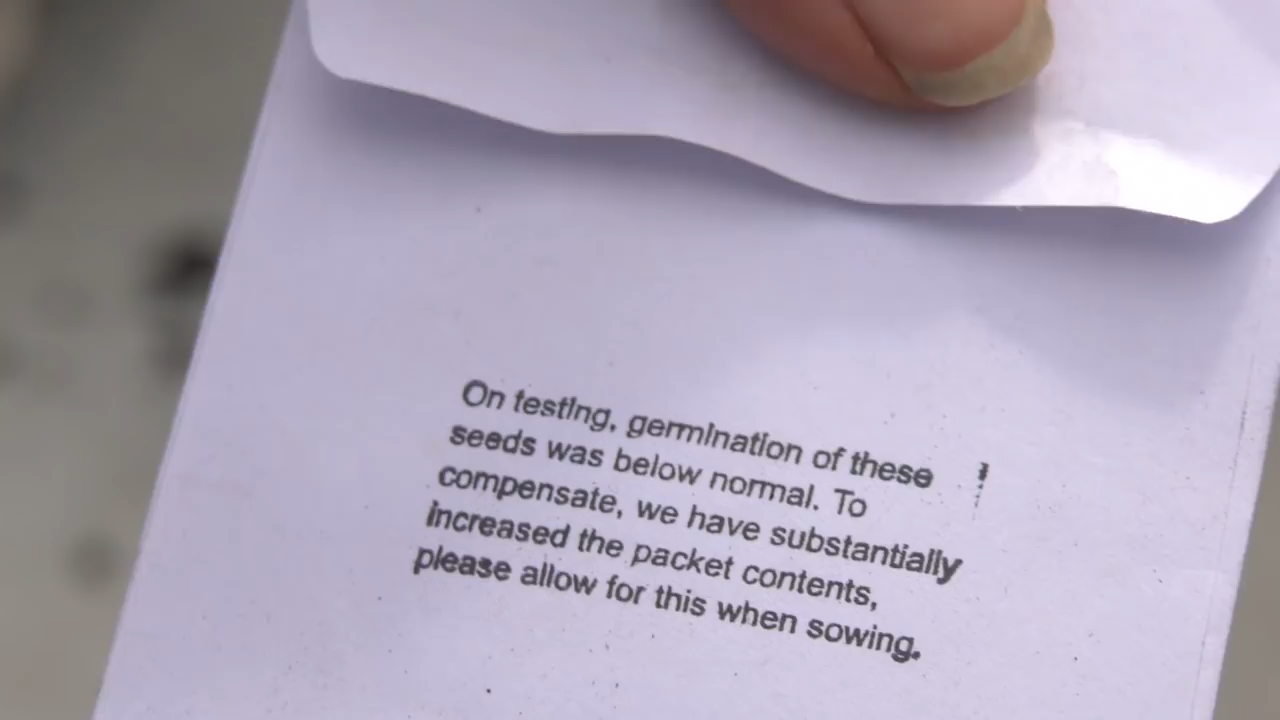 On testing, germination of these
seeds was below normal. To
compensate, we have substantially
increased the packet contents,
please allow for this when sowing.